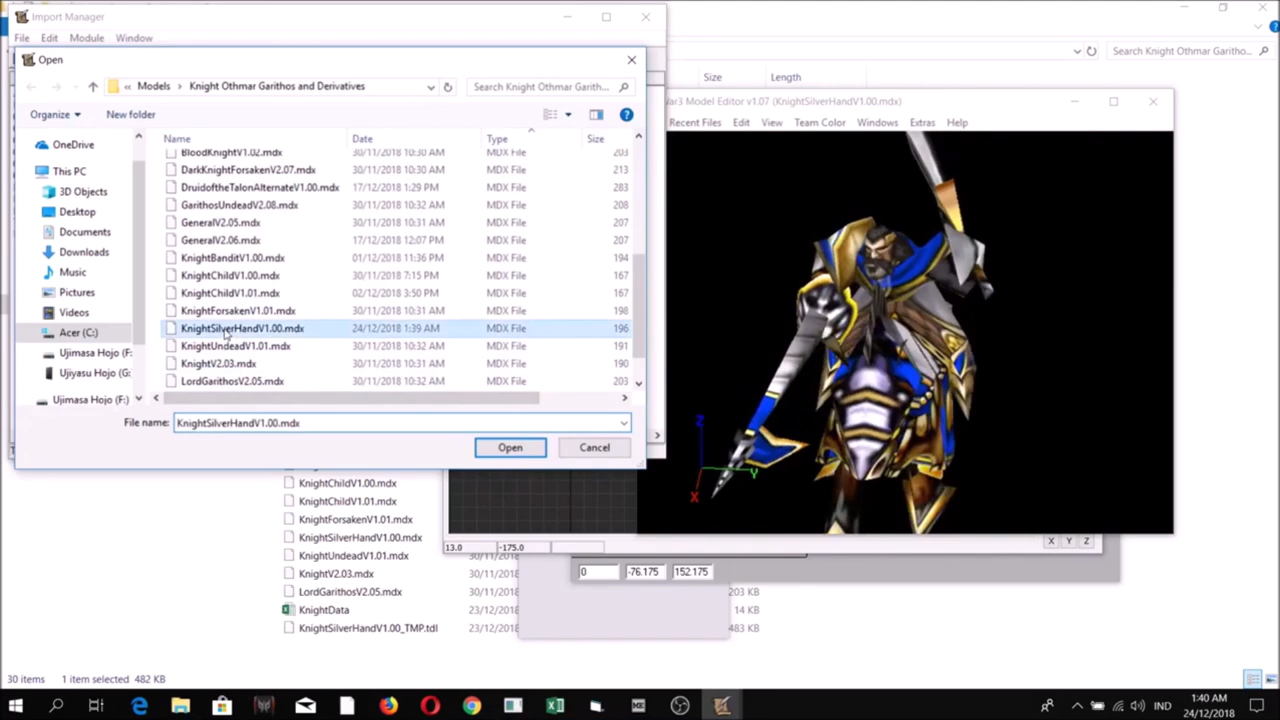 Import Manager
File Edit Module Window
Open
« Models > Knight Othmar Garithos and Derivatives
Search Knight Othmar Garith...
Search Knight Othmar Garitho...
Organize New folder
Size Length
War3 Model Editor v1.07 (KnightSilverHandV1.00.mdx)
Recent Files Edit View Team Color Windows Extras Help
OneDrive
This PC
3D Objects
Desktop
Documents
Downloads
Music
Pictures
Videos
Acer (C:)
Ujimasa Hojo (F:
Ujiyasu Hojo (G:
Ujimasa Hojo (F:)
Name Date Type Size
BloodKnightV1.02.mdx 30/11/2018 10:30 AM MDX File 203
DarkKnightForsakenV2.07.mdx 30/11/2018 10:30 AM MDX File 213
DruidoftheTalonAlternateV1.00.mdx 17/12/2018 1:29 PM MDX File 283
GarithosUndeadV2.08.mdx 30/11/2018 10:32 AM MDX File 208
GeneralV2.05.mdx 30/11/2018 10:31 AM MDX File 207
GeneralV2.06.mdx 17/12/2018 12:07 PM MDX File 207
KnightBanditV1.00.mdx 01/12/2018 11:36 PM MDX File 194
KnightChildV1.00.mdx 30/11/2018 7:15 PM MDX File 167
KnightChildV1.01.mdx 02/12/2018 3:50 PM MDX File 167
KnightForsakenV1.01.mdx 30/11/2018 10:31 AM MDX File 198
KnightSilverHandV1.00.mdx 24/12/2018 1:39 AM MDX File 196
KnightUndeadV1.01.mdx 30/11/2018 10:32 AM MDX File 191
KnightV2.03.mdx 30/11/2018 10:31 AM MDX File 190
LordGarithosV2.05.mdx 30/11/2018 10:32 AM MDX File 203
File name: KnightSilverHandV1.00.mdx
Open Cancel
Z
Y
X
KnightChildV1.00.mdx 30/11/2018
KnightChildV1.01.mdx 02/12/2018
KnightForsakenV1.01.mdx 30/11/2018
KnightSilverHandV1.00.mdx 24/12/2018
KnightUndeadV1.01.mdx 30/11/2018
KnightV2.03.mdx 30/11/2018
LordGarithosV2.05.mdx 30/11/2018 203 KB
KnightData 23/12/2018 14 KB
KnightSilverHandV1.00_TMP.tdl 23/12/2018 483 KB
13.0 -175.0
X Y Z
0 -76.175 152.175
30 items 1 item selected 482 KB
IND
1:40 AM
24/12/2018